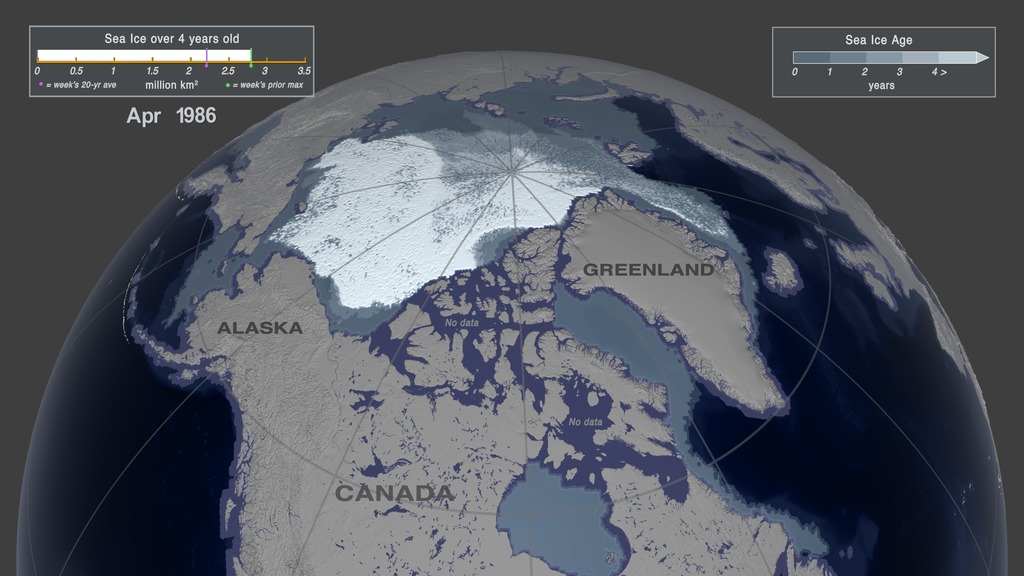 Sea Ice over 4 years old
0 0.5 1 1.5 2 2.5 3 3.5
= week's 20-yr ave million km² = week's prior max
Apr 1986
Sea Ice Age
0 1 2 3 4 >
years
GREENLAND
ALASKA
No data
No data
CANADA